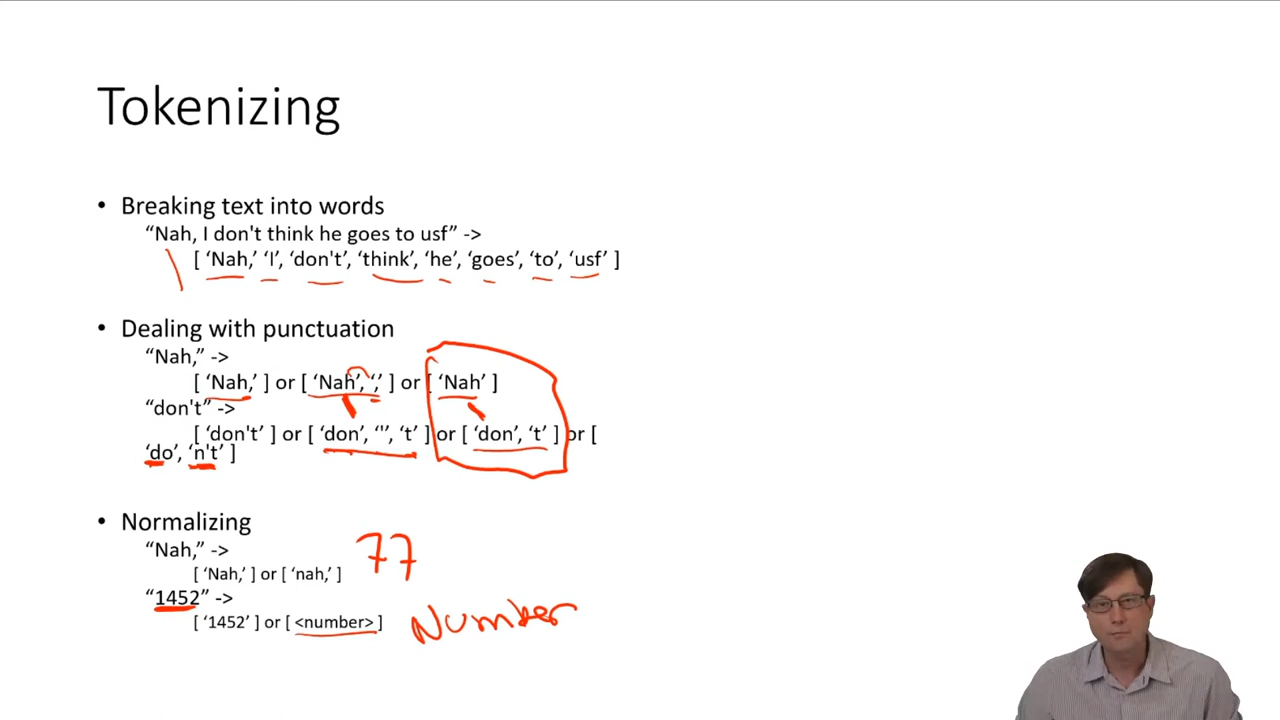 Tokenizing
• Breaking text into words
“Nah, I don't think he goes to usf” ->
[ ‘Nah,’ ‘I’, ‘don't’, ‘think’, ‘he’, ‘goes’, ‘to’, ‘usf’ ]
• Dealing with punctuation
“Nah,” ->
[ ‘Nah,’ ] or [ ‘Nah’, ‘,’ ] or [ ‘Nah’ ]
“don't” ->
[ ‘don't’ ] or [ ‘don’, ‘'’, ‘t’ ] or [ ‘don’, ‘t’ ] or [
‘do’, ‘n't’ ]
• Normalizing
“Nah,” ->
[ ‘Nah,’ ] or [ ‘nah,’ ]
77
“1452” ->
[ ‘1452’ ] or [ <number> ]
Number